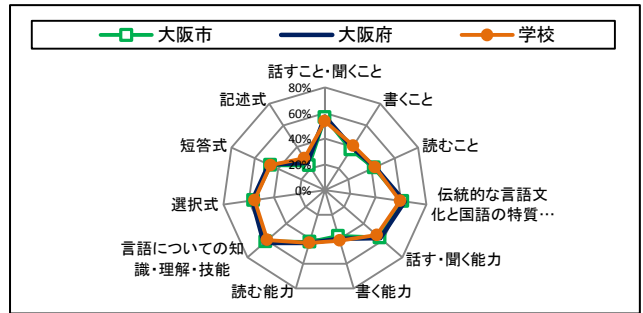 大阪市 大阪府 学校
話すこと・聞くこと
記述式 書くこと
80%
60%
短答式 読むこと
40%
20%
0%
選択式 伝統的な言語文
化と国語の特質…
言語についての知
識・理解・技能 話す・聞く能力
読む能力 書く能力